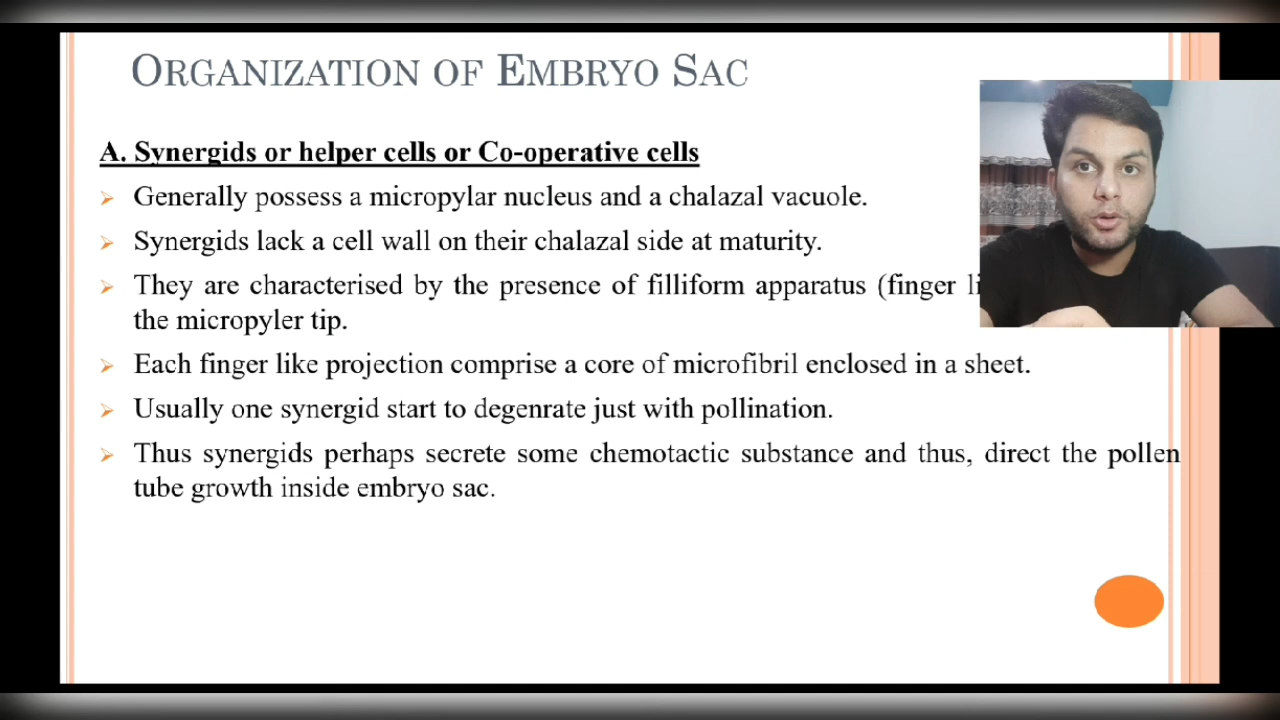 ORGANIZATION OF EMBRYO SAC
A. Synergids or helper cells or Co-operative cells
Generally possess a micropylar nucleus and a chalazal vacuole.
Synergids lack a cell wall on their chalazal side at maturity.
They are characterised by the presence of filliform apparatus (finger
the micropyler tip.
Each finger like projection comprise a core of microfibril enclosed in a sheet.
Usually one synergid start to degenrate just with pollination.
Thus synergids perhaps secrete some chemotactic substance and thus, direct the pollen
tube growth inside embryo sac.